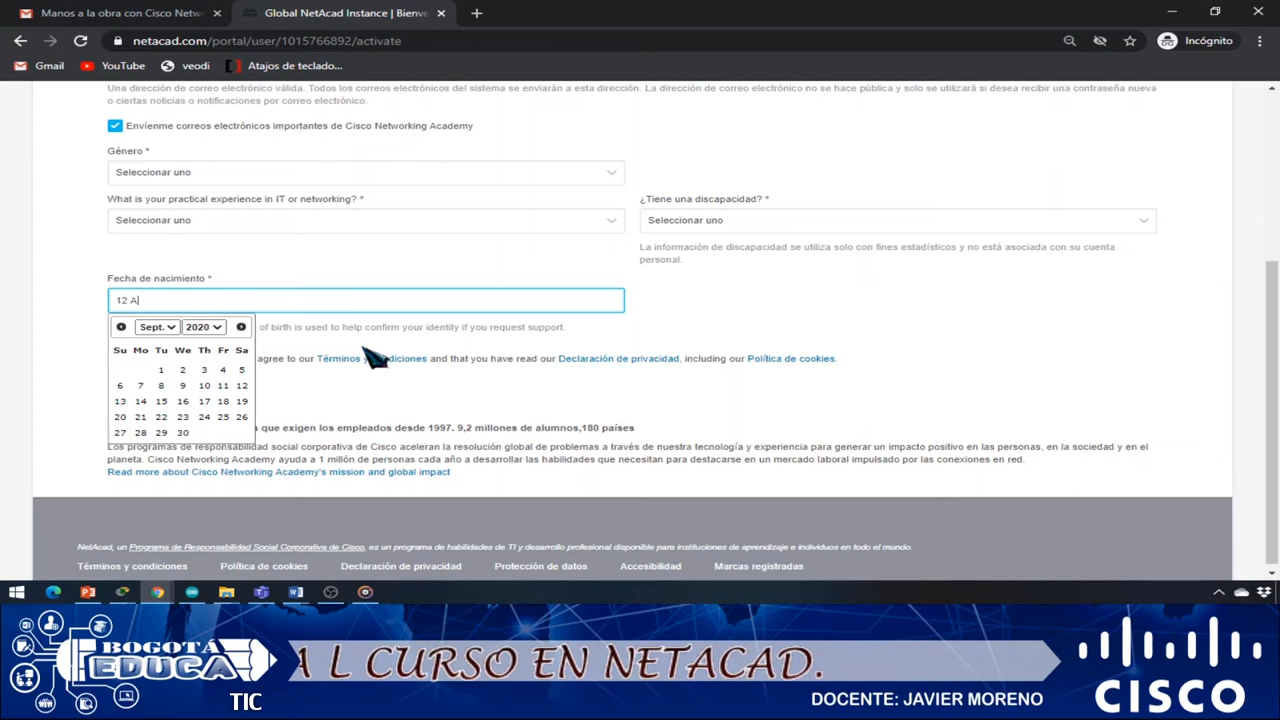 Manos a la obra con Cisco Netw
Global NetAcad Instance | Bienve
netacad.com/portal/user/1015766892/activate
Incógnito
Gmail
YouTube
veodi
Atajos de teclado...
Una dirección de correo electrónico válida. Todos los correos electrónicos del sistema se enviarán a esta dirección. La dirección de correo electrónico no se hace pública y solo se utilizará si desea recibir una contraseña nueva
o ciertas noticias o notificaciones por correo electrónico.
Envíenme correos electrónicos importantes de Cisco Networking Academy
Género *
Seleccionar uno
What is your practical experience in IT or networking? *
¿Tiene una discapacidad? *
Seleccionar uno
Seleccionar uno
La información de discapacidad se utiliza solo con fines estadísticos y no está asociada con su cuenta
personal.
Fecha de nacimiento *
12 A
Sept. 2020
of birth is used to help confirm your identity if you request support.
Su Mo Tu We Th Fr Sa
1 2 3 4 5
6 7 8 9 10 11 12
13 14 15 16 17 18 19
20 21 22 23 24 25 26
27 28 29 30
agree to our Términos y condiciones and that you have read our Declaración de privacidad, including our Política de cookies.
que exigen los empleados desde 1997. 9,2 millones de alumnos,180 países
Los programas de responsabilidad social corporativa de Cisco aceleran la resolución global de problemas a través de nuestra tecnología y experiencia para generar un impacto positivo en las personas, en la sociedad y en el
planeta. Cisco Networking Academy ayuda a 1 millón de personas cada año a desarrollar las habilidades que necesitan para destacarse en un mercado laboral impulsado por las conexiones en red.
Read more about Cisco Networking Academy's mission and global impact
NetAcad, un Programa de Responsabilidad Social Corporativa de Cisco, es un programa de habilidades de TI y desarrollo profesional disponible para instituciones de aprendizaje e individuos en todo el mundo.
Términos y condiciones
Política de cookies
Declaración de privacidad
Protección de datos
Accesibilidad
Marcas registradas
BOGOTÁ
EDUCA
TIC
A L CURSO EN NETACAD.
DOCENTE: JAVIER MORENO
CISCO